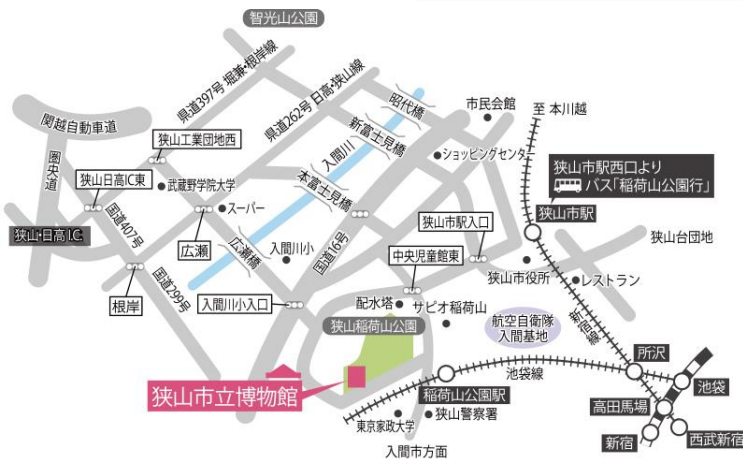 智光山公園
県道397号 堀兼・根岸線
県道262号 日高・狭山線
昭代橋
市民会館
至 本川越
関越自動車道
新富士見橋
狭山工業団地西
入間川
ショッピングセンター
狭山市駅西口より
バス「稲荷山公園行」
圏央道
狭山日高IC東
武蔵野学院大学
本富士見橋
狭山市駅
スーパー
狭山市駅入口
狭山・日高I.C.
国道407号
広瀬
広瀬橋
入間川小
国道16号
中央児童館東
狭山台団地
狭山市役所
レストラン
根岸
国道299号
入間川小入口
配水塔
サピオ稲荷山
狭山稲荷山公園
航空自衛隊
入間基地
新宿線
所沢
池袋線
狭山市立博物館
稲荷山公園駅
池袋
高田馬場
東京家政大学
狭山警察署
新宿
西武新宿
入間市方面